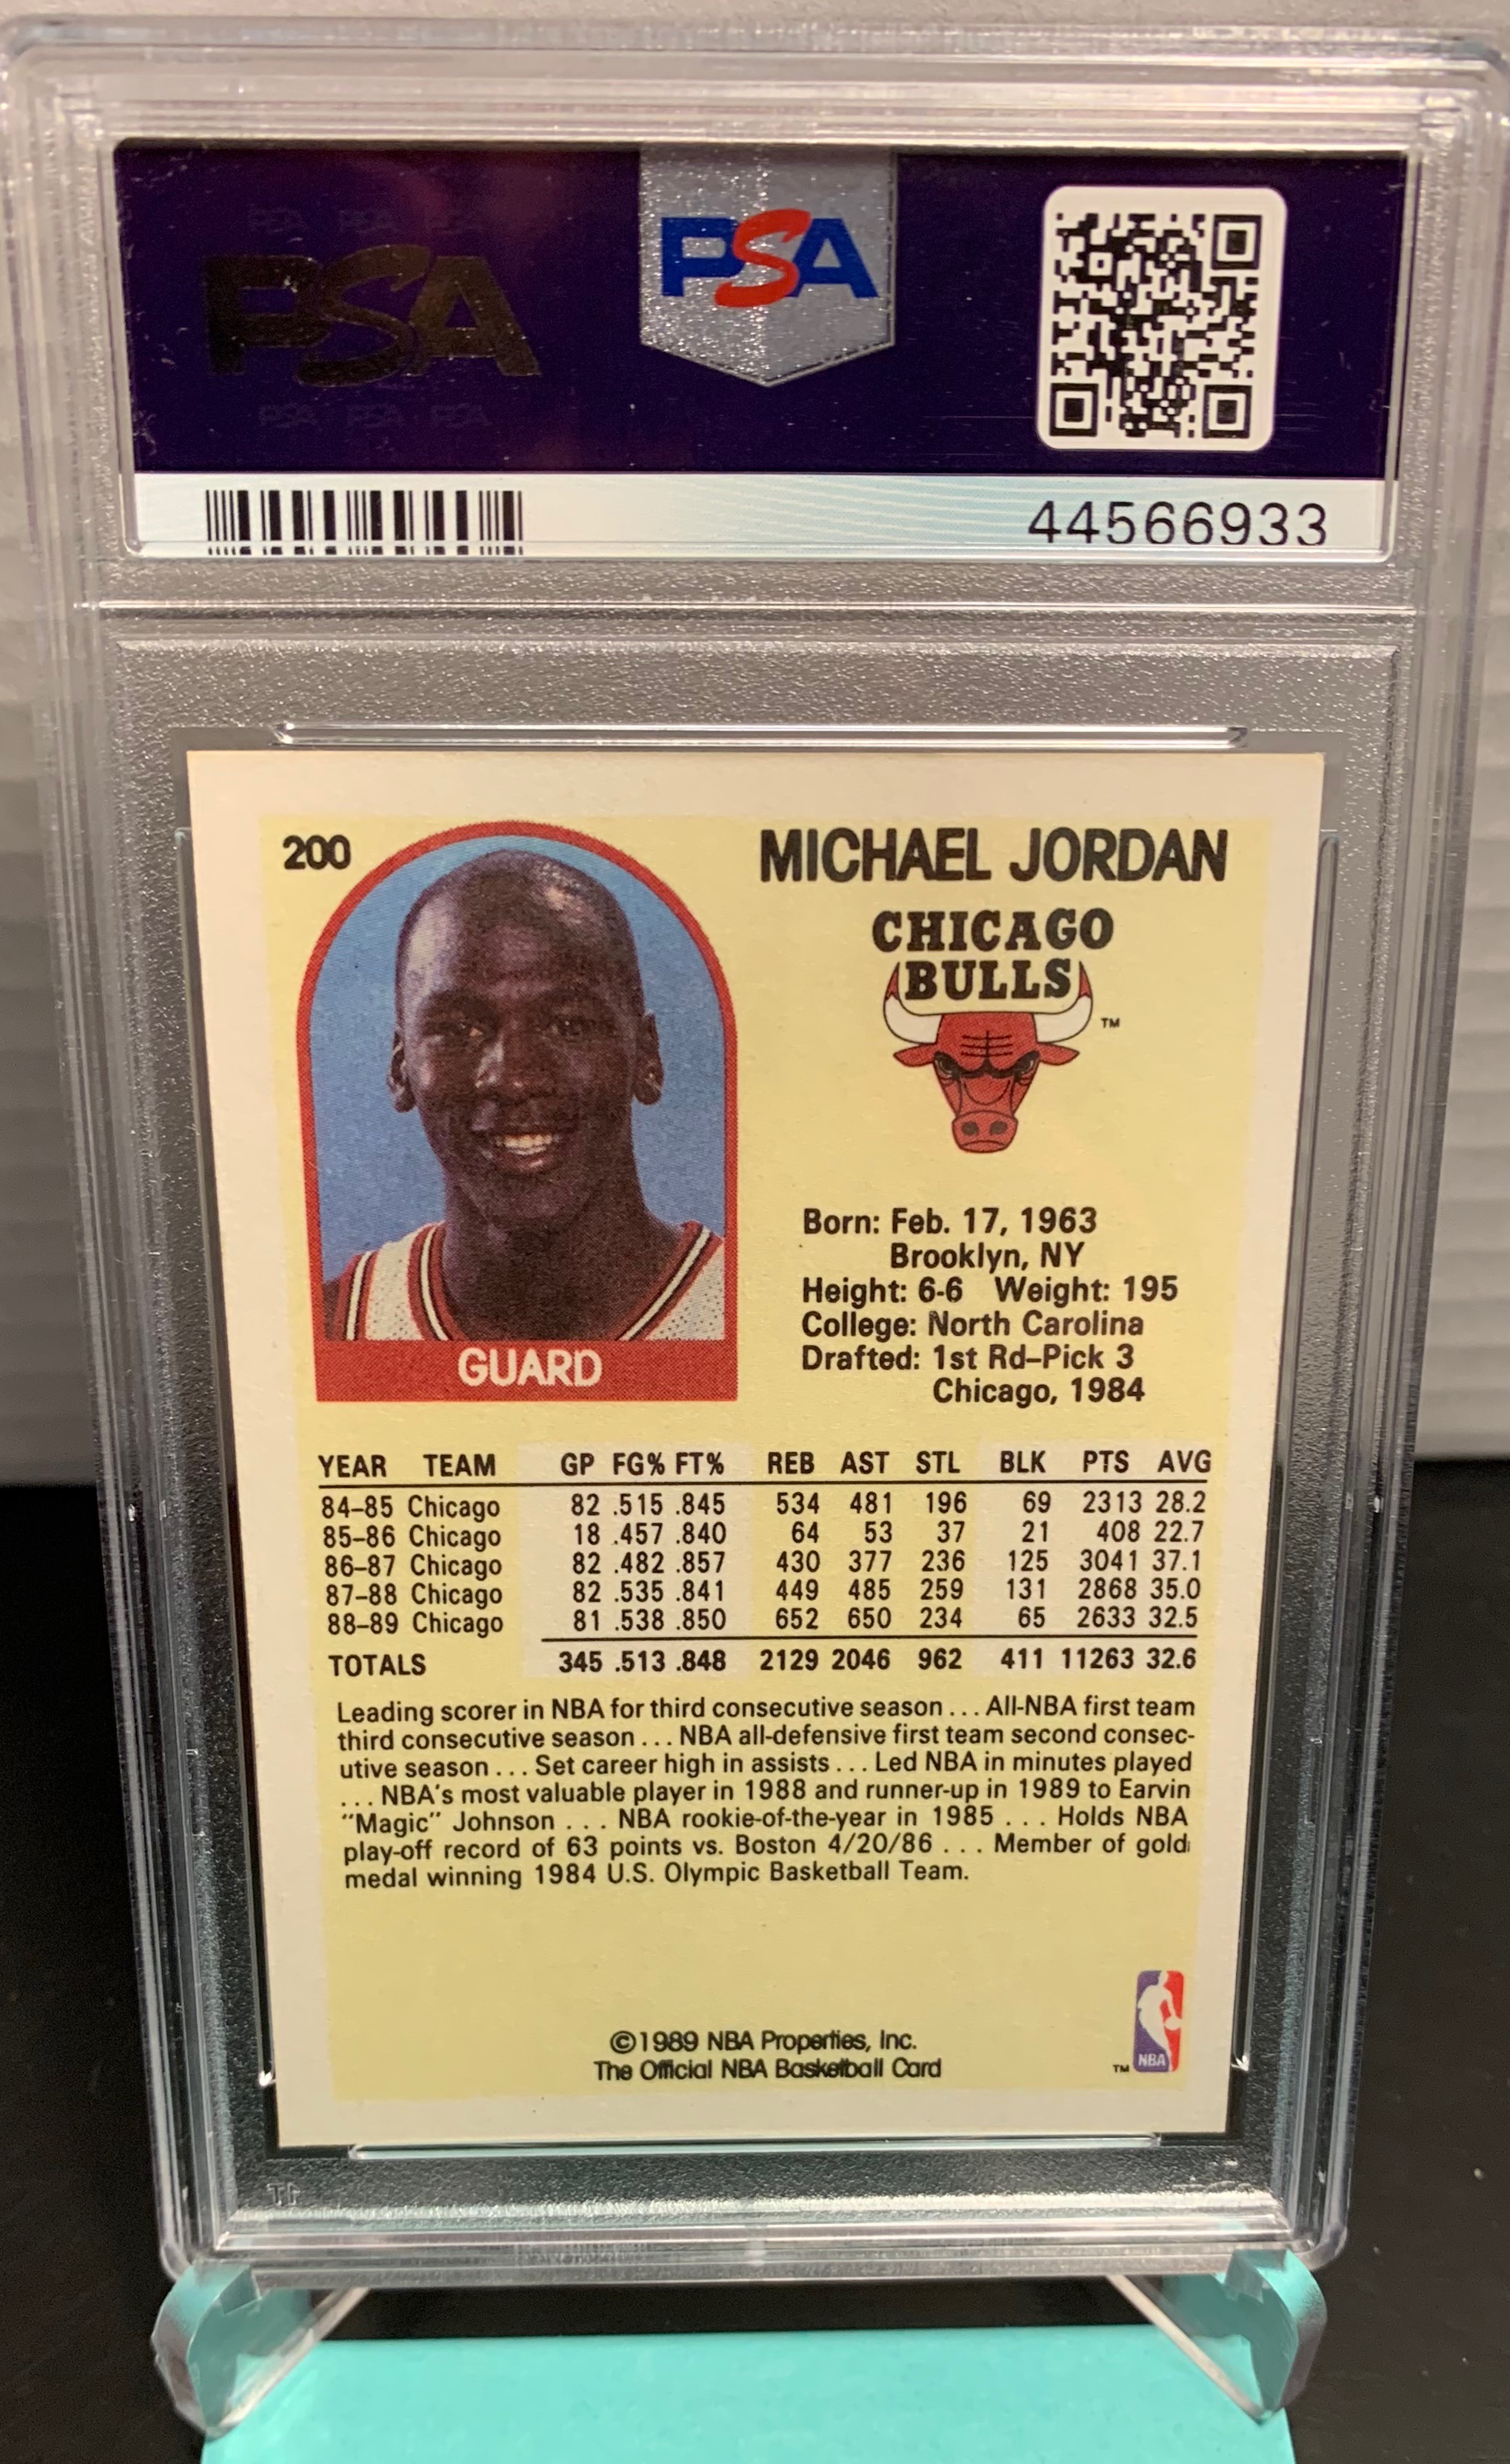 PSA PSA PSA
PSA
PSA PSA PSA
PSA
44566933
200
MICHAEL JORDAN
CHICAGO
BULLS
TM
Born: Feb. 17, 1963
Brooklyn, NY
Height: 6-6 Weight: 195
College: North Carolina
Drafted: 1st Rd–Pick 3
Chicago, 1984
GUARD
YEAR TEAM GP FG% FT% REB AST STL BLK PTS AVG
84–85 Chicago 82 .515 .845 534 481 196 69 2313 28.2
85–86 Chicago 18 .457 .840 64 53 37 21 408 22.7
86–87 Chicago 82 .482 .857 430 377 236 125 3041 37.1
87–88 Chicago 82 .535 .841 449 485 259 131 2868 35.0
88–89 Chicago 81 .538 .850 652 650 234 65 2633 32.5
TOTALS 345 .513 .848 2129 2046 962 411 11263 32.6
Leading scorer in NBA for third consecutive season . . . All-NBA first team
third consecutive season . . . NBA all-defensive first team second consec-
utive season . . . Set career high in assists . . . Led NBA in minutes played
. . . NBA's most valuable player in 1988 and runner-up in 1989 to Earvin
"Magic" Johnson . . . NBA rookie-of-the-year in 1985 . . . Holds NBA
play-off record of 63 points vs. Boston 4/20/86 . . . Member of gold
medal winning 1984 U.S. Olympic Basketball Team.
©1989 NBA Properties, Inc.
The Official NBA Basketball Card
TM NBA